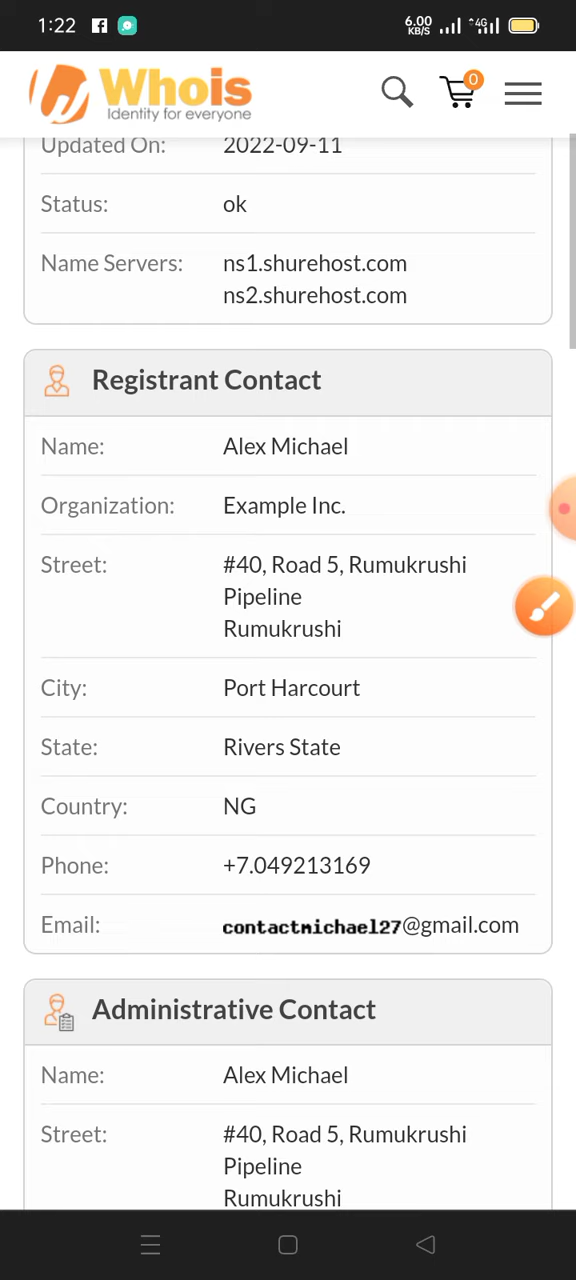 1:22
6.00
KB/S
4G
Whois
Identity for everyone
0
Updated On: 2022-09-11
Status: ok
Name Servers: ns1.shurehost.com
ns2.shurehost.com
Registrant Contact
Name: Alex Michael
Organization: Example Inc.
Street: #40, Road 5, Rumukrushi
Pipeline
Rumukrushi
City: Port Harcourt
State: Rivers State
Country: NG
Phone: +7.049213169
Email: contactmichael27@gmail.com
Administrative Contact
Name: Alex Michael
Street: #40, Road 5, Rumukrushi
Pipeline
Rumukrushi